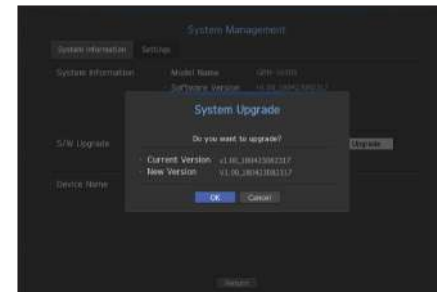 System Management
System Information Settings
System Information Model Name
Software Version
System Upgrade
Do you want to upgrade?
S/W Upgrade Upgrade
Current Version
New Version
Device Name
OK Cancel
Return